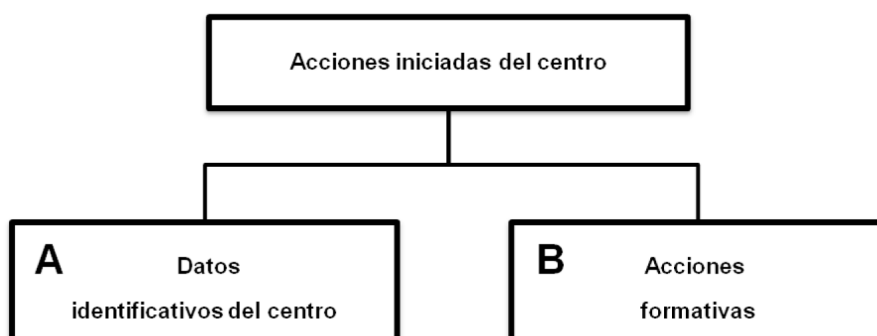 Acciones iniciadas del centro
A Datos
identificativos del centro
B Acciones
formativas